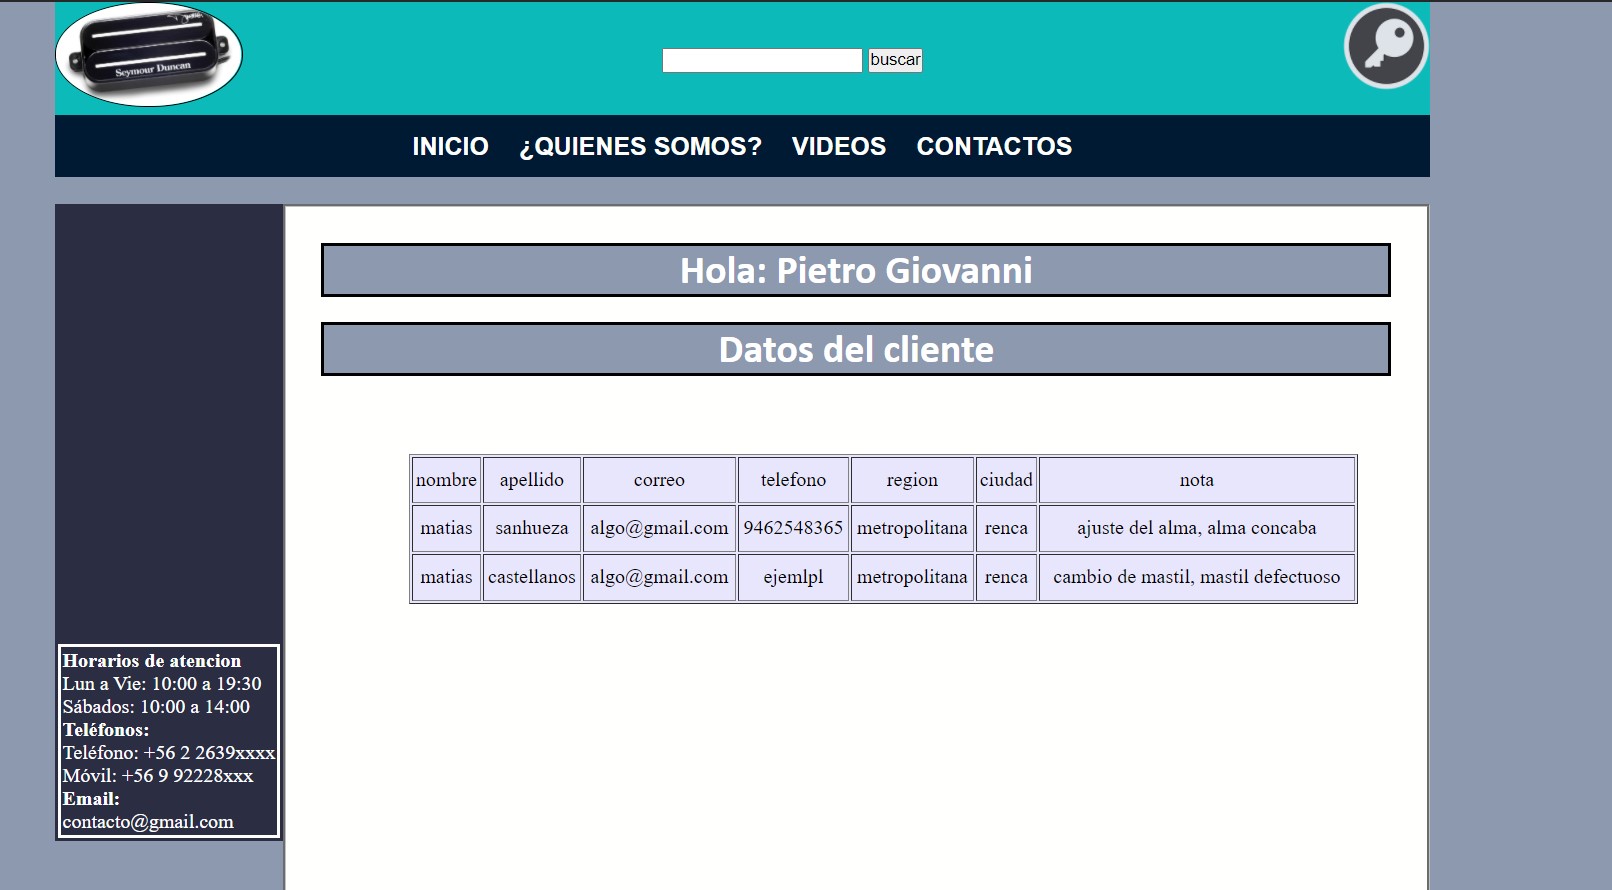 Seymour Duncan
buscar
INICIO ¿QUIENES SOMOS? VIDEOS CONTACTOS
Hola: Pietro Giovanni
Datos del cliente
nombre apellido correo telefono region ciudad nota
matias sanhueza algo@gmail.com 9462548365 metropolitana renca ajuste del alma, alma concaba
matias castellanos algo@gmail.com ejemlpl metropolitana renca cambio de mastil, mastil defectuoso
Horarios de atencion
Lun a Vie: 10:00 a 19:30
Sábados: 10:00 a 14:00
Teléfonos:
Teléfono: +56 2 2639xxxx
Móvil: +56 9 92228xxx
Email:
contacto@gmail.com